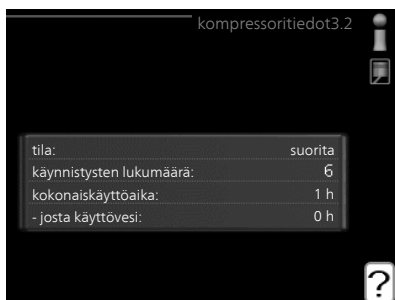 kompressoritiedot3.2
tila: suorita
käynnistysten lukumäärä: 6
kokonaiskäyttöaika: 1 h
- josta käyttövesi: 0 h
?